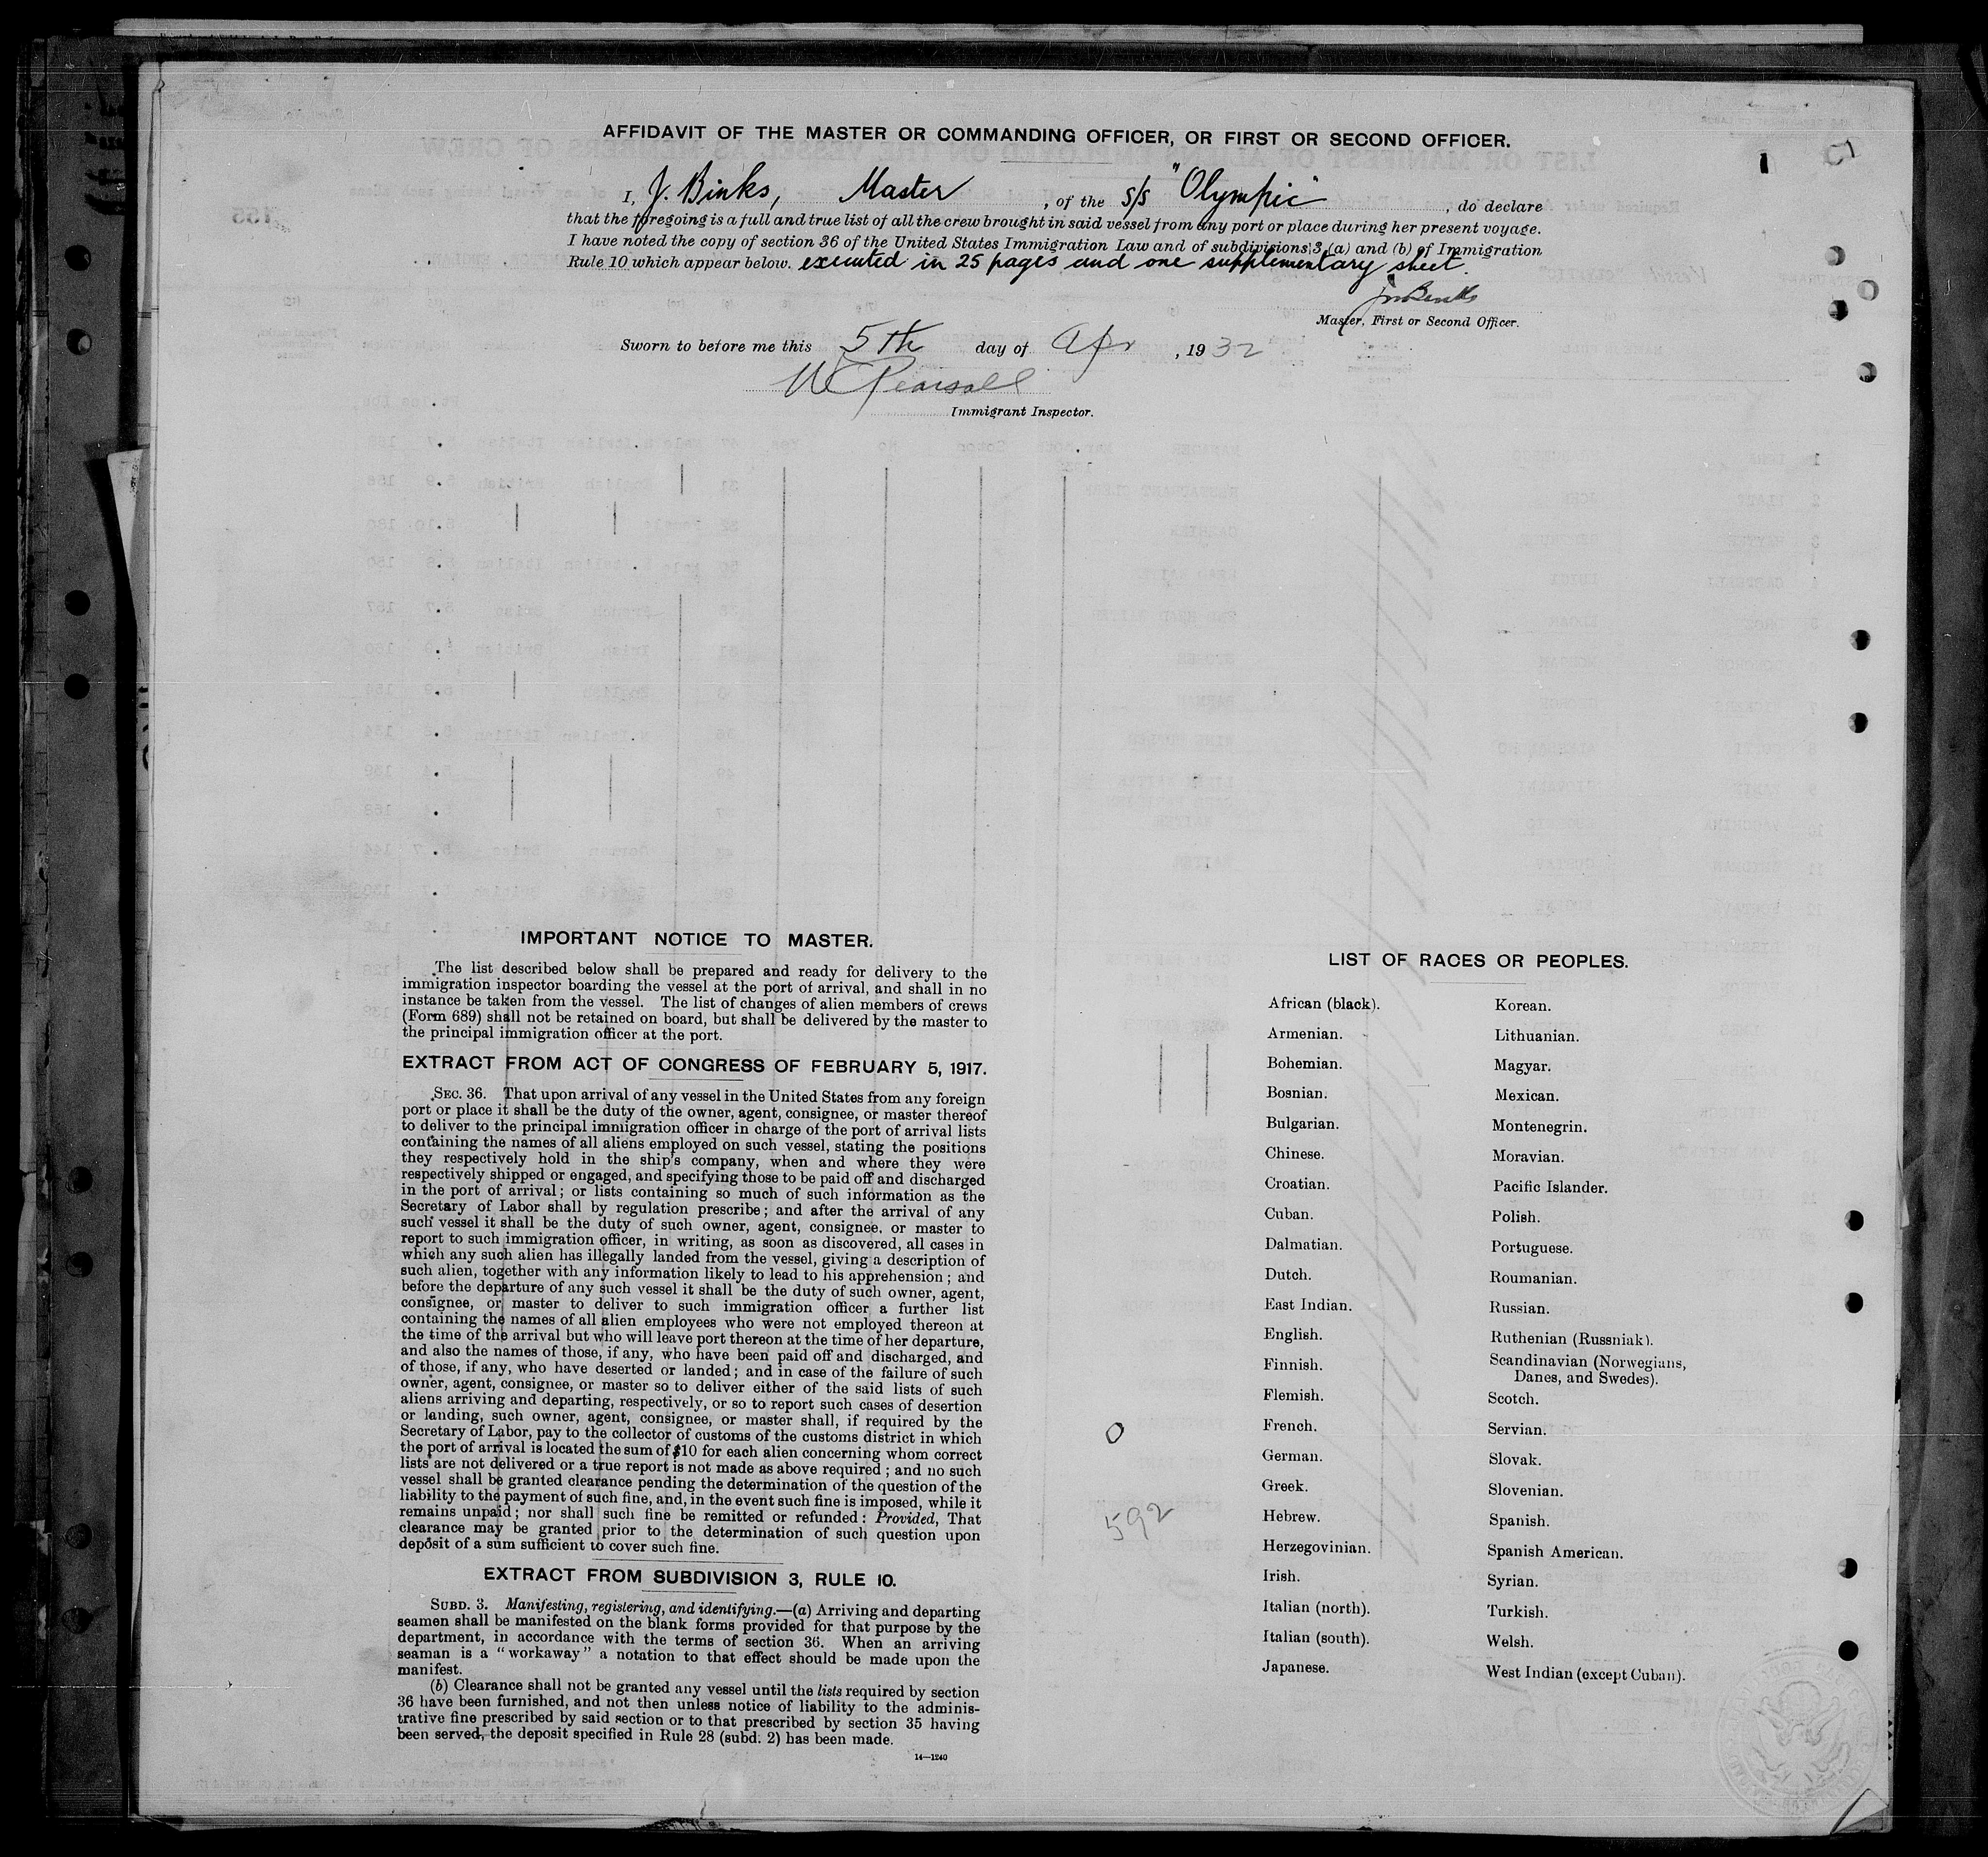 AFFIDAVIT OF THE MASTER OR COMMANDING OFFICER, OR FIRST OR SECOND OFFICER.
I, J. Binks, Master, of the S/S "Olympic", do declare
that the foregoing is a full and true list of all the crew brought in said vessel from any port or place during her present voyage.
I have noted the copy of section 36 of the United States Immigration Law and of subdivisions 3 (a) and (b) of Immigration
Rule 10 which appear below. executed in 25 pages and one supplementary sheet.
Master, First or Second Officer.
Sworn to before me this 5th day of Apr, 1932
W Pearsall
Immigrant Inspector.
IMPORTANT NOTICE TO MASTER.
The list described below shall be prepared and ready for delivery to the
immigration inspector boarding the vessel at the port of arrival, and shall in no
instance be taken from the vessel. The list of changes of alien members of crews
(Form 689) shall not be retained on board, but shall be delivered by the master to
the principal immigration officer at the port.
EXTRACT FROM ACT OF CONGRESS OF FEBRUARY 5, 1917.
SEC. 36. That upon arrival of any vessel in the United States from any foreign
port or place it shall be the duty of the owner, agent, consignee, or master thereof
to deliver to the principal immigration officer in charge of the port of arrival lists
containing the names of all aliens employed on such vessel, stating the positions
they respectively hold in the ship's company, when and where they were
respectively shipped or engaged, and specifying those to be paid off and discharged
in the port of arrival; or lists containing so much of such information as the
Secretary of Labor shall by regulation prescribe; and after the arrival of any
such vessel it shall be the duty of such owner, agent, consignee, or master to
report to such immigration officer, in writing, as soon as discovered, all cases in
which any such alien has illegally landed from the vessel, giving a description of
such alien, together with any information likely to lead to his apprehension; and
before the departure of any such vessel it shall be the duty of such owner, agent,
consignee, or master to deliver to such immigration officer a further list
containing the names of all alien employees who were not employed thereon at
the time of the arrival but who will leave port thereon at the time of her departure,
and also the names of those, if any, who have been paid off and discharged, and
of those, if any, who have deserted or landed; and in case of the failure of such
owner, agent, consignee, or master so to deliver either of the said lists of such
aliens arriving and departing, respectively, or so to report such cases of desertion
or landing, such owner, agent, consignee, or master shall, if required by the
Secretary of Labor, pay to the collector of customs of the customs district in which
the port of arrival is located the sum of $10 for each alien concerning whom correct
lists are not delivered or a true report is not made as above required; and no such
vessel shall be granted clearance pending the determination of the question of the
liability to the payment of such fine, and, in the event such fine is imposed, while it
remains unpaid; nor shall such fine be remitted or refunded: Provided, That
clearance may be granted prior to the determination of such question upon
deposit of a sum sufficient to cover such fine.
EXTRACT FROM SUBDIVISION 3, RULE 10.
SUBD. 3. Manifesting, registering, and identifying.—(a) Arriving and departing
seamen shall be manifested on the blank forms provided for that purpose by the
department, in accordance with the terms of section 36. When an arriving
seaman is a "workaway" a notation to that effect should be made upon the
manifest.
(b) Clearance shall not be granted any vessel until the lists required by section
36 have been furnished, and not then unless notice of liability to the adminis-
trative fine prescribed by said section or to that prescribed by section 35 having
been served, the deposit specified in Rule 28 (subd. 2) has been made.
14—1240
0
592
LIST OF RACES OR PEOPLES.
African (black).
Armenian.
Bohemian.
Bosnian.
Bulgarian.
Chinese.
Croatian.
Cuban.
Dalmatian.
Dutch.
East Indian.
English.
Finnish.
Flemish.
French.
German.
Greek.
Hebrew.
Herzegovinian.
Irish.
Italian (north).
Italian (south).
Japanese.
Korean.
Lithuanian.
Magyar.
Mexican.
Montenegrin.
Moravian.
Pacific Islander.
Polish.
Portuguese.
Roumanian.
Russian.
Ruthenian (Russniak).
Scandinavian (Norwegians,
Danes, and Swedes).
Scotch.
Servian.
Slovak.
Slovenian.
Spanish.
Spanish American.
Syrian.
Turkish.
Welsh.
West Indian (except Cuban).